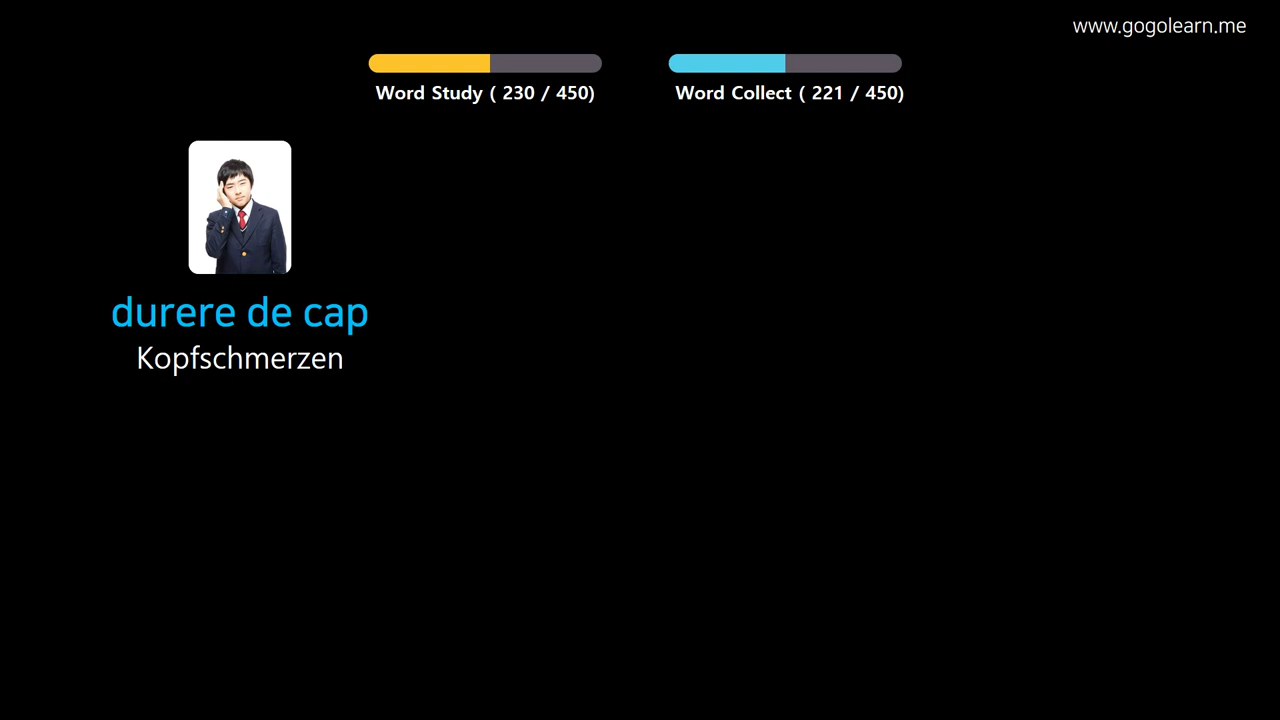 www.gogolearn.me
Word Study ( 230 / 450)
Word Collect ( 221 / 450)
durere de cap
Kopfschmerzen